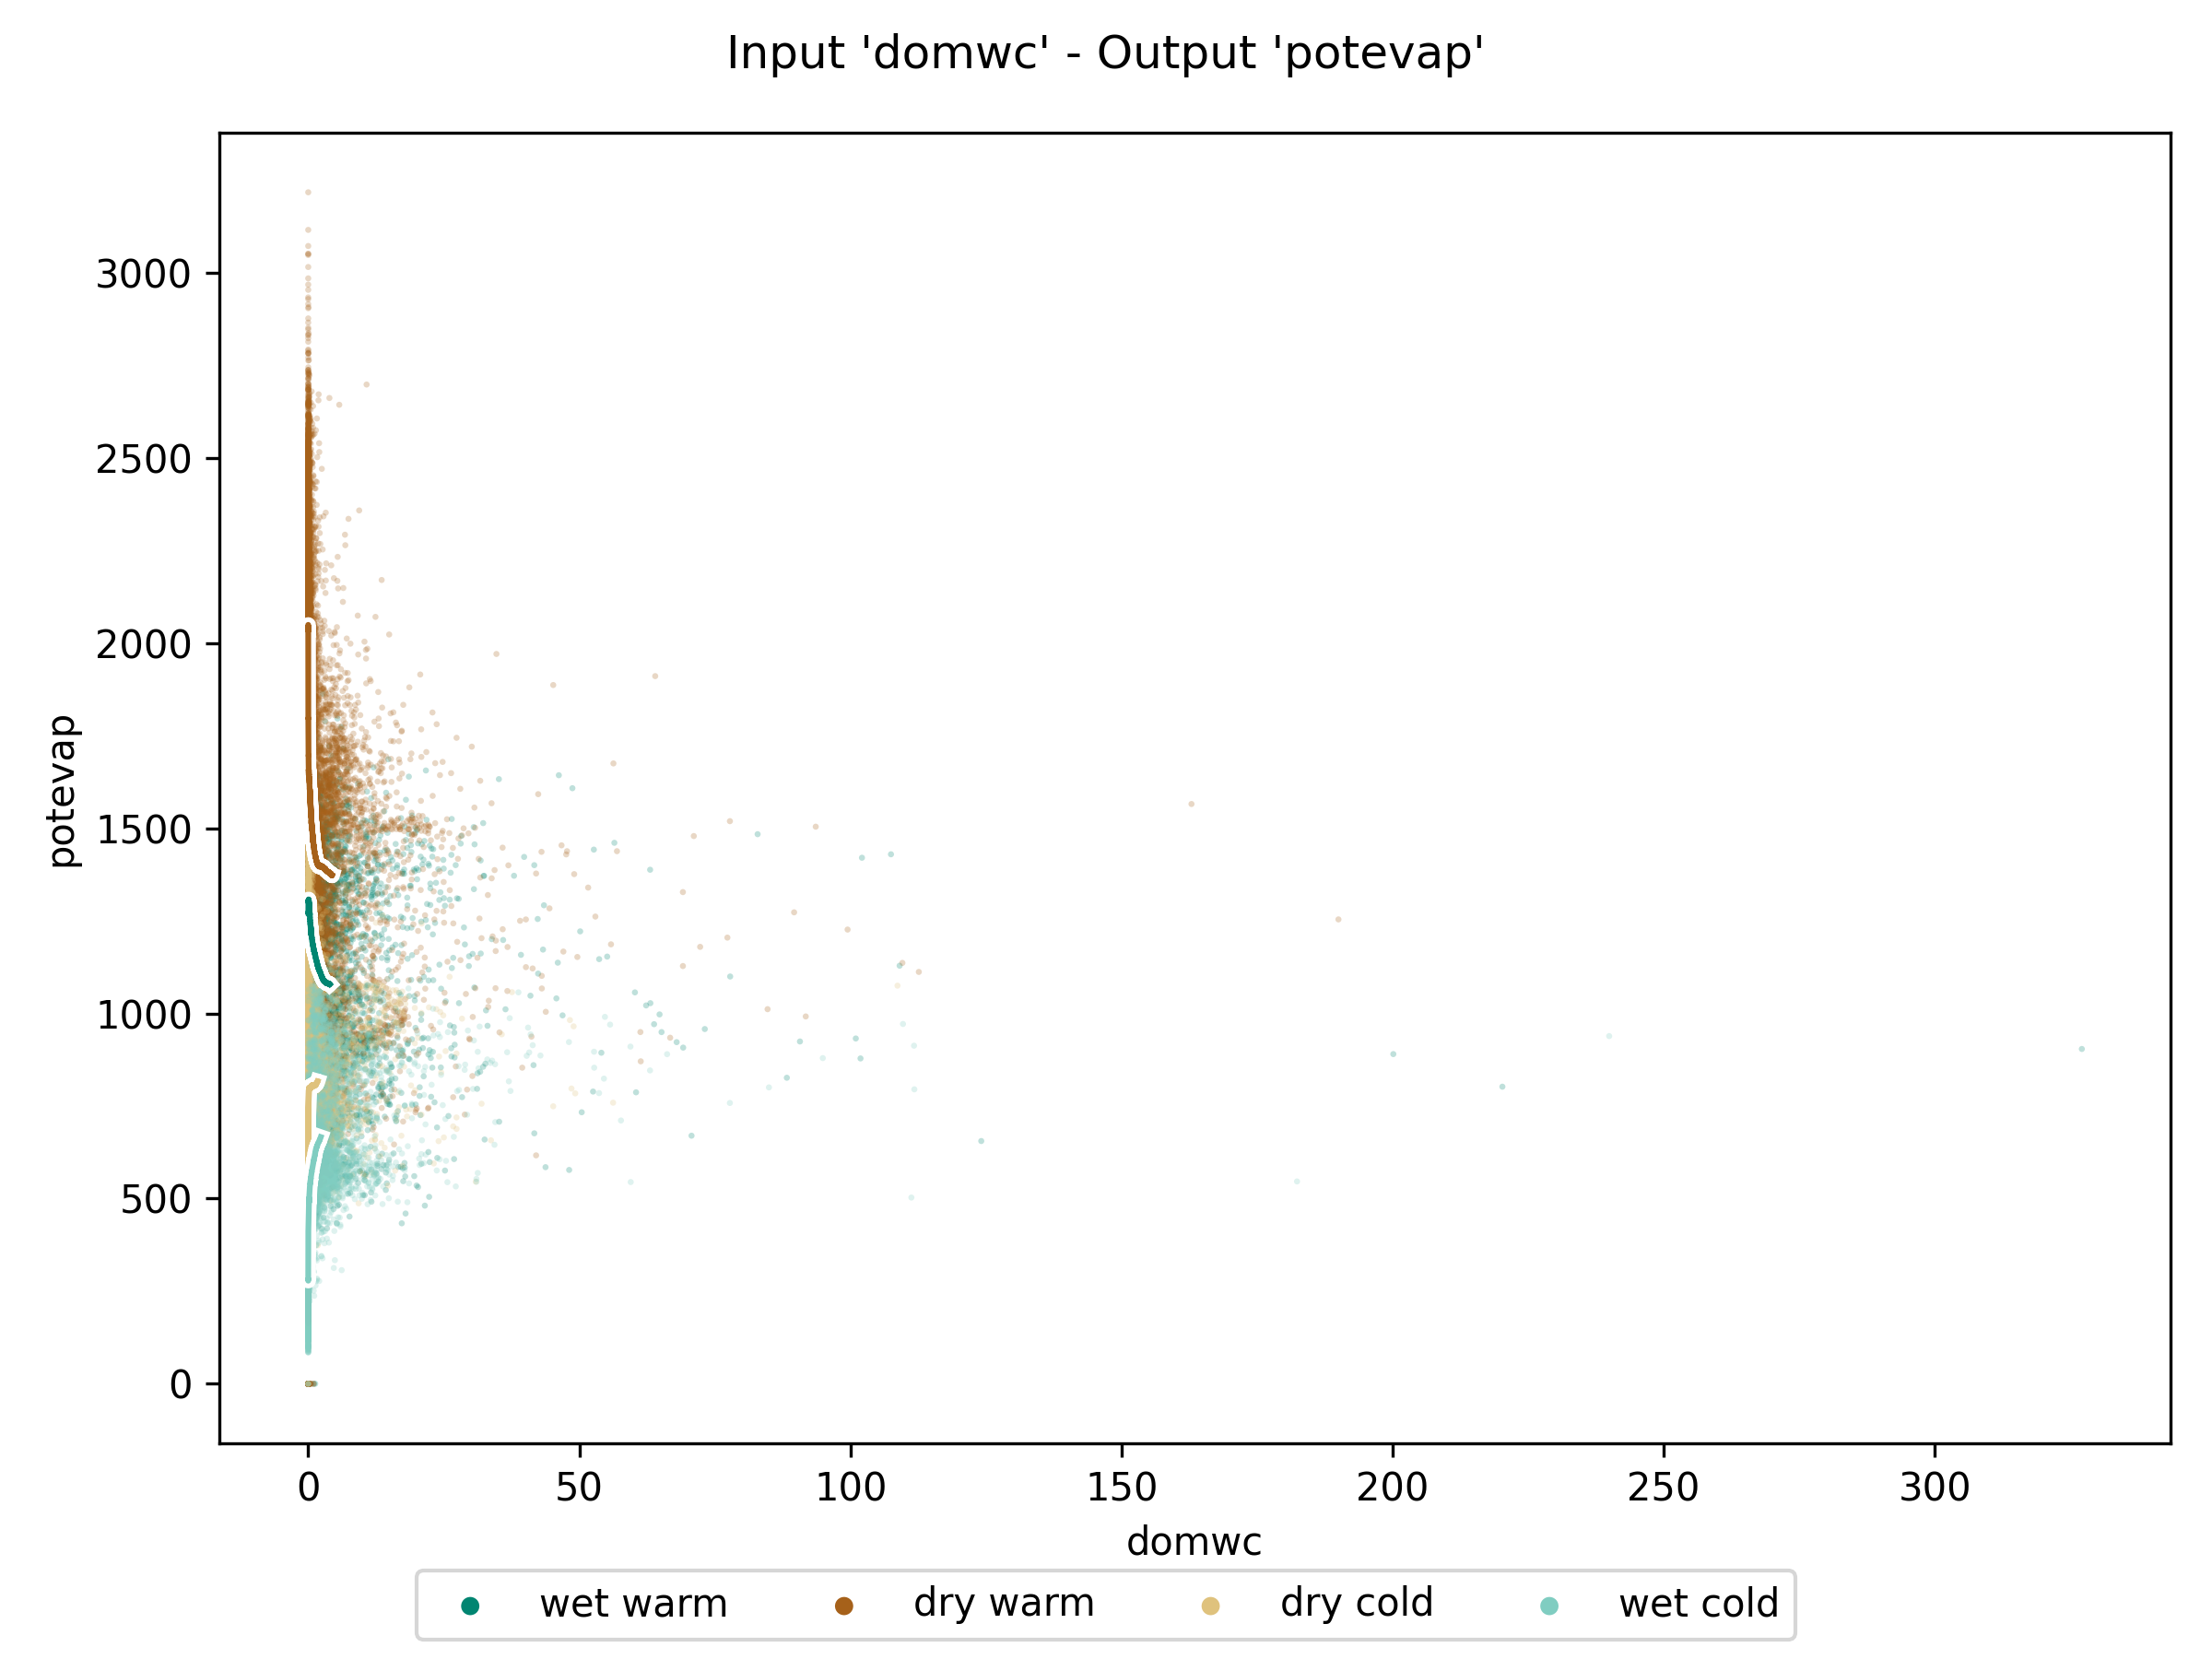 Input 'domwc' - Output 'potevap'
3000
2500
2000
1500
1000
500
0
potevap
0 50 100 150 200 250 300
domwc
wet warm dry warm dry cold wet cold